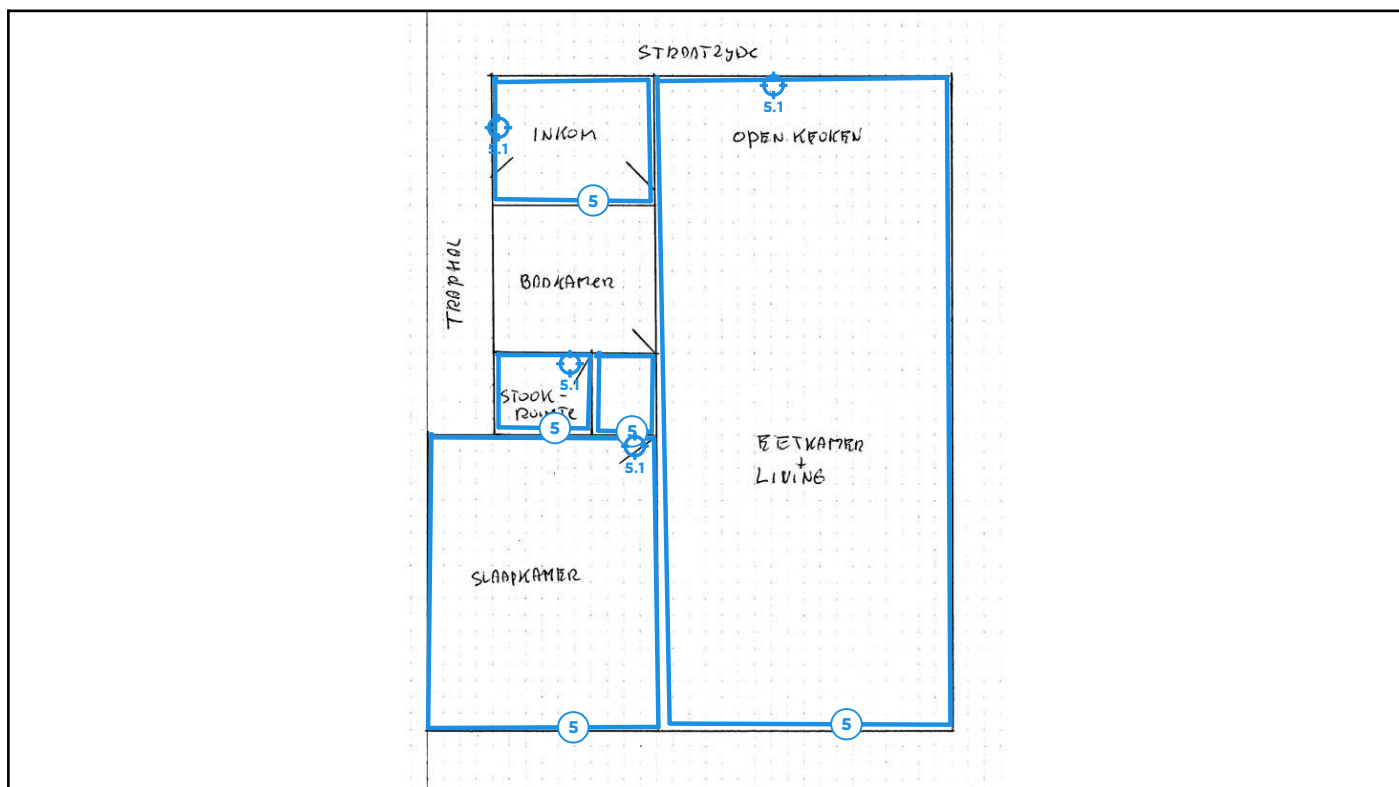 STRAATZYDE
5.1
5.1
INKOM
OPEN KEUKEN
5
TRAPHAL
BADKAMER
5.1
STOOK-
RUIMTE
5
5
5.1
EETKAMER
+
LIVING
SLAAPKAMER
5
5